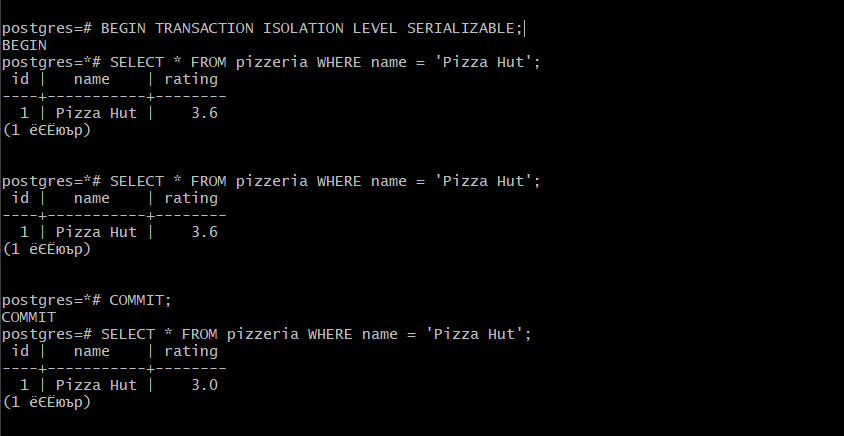 postgres=# BEGIN TRANSACTION ISOLATION LEVEL SERIALIZABLE;
BEGIN
postgres=*# SELECT * FROM pizzeria WHERE name = 'Pizza Hut';
 id |   name    | rating
----+-----------+--------
  1 | Pizza Hut |    3.6
(1 ёЄЁюър)
postgres=*# SELECT * FROM pizzeria WHERE name = 'Pizza Hut';
 id |   name    | rating
----+-----------+--------
  1 | Pizza Hut |    3.6
(1 ёЄЁюър)
postgres=*# COMMIT;
COMMIT
postgres=# SELECT * FROM pizzeria WHERE name = 'Pizza Hut';
 id |   name    | rating
----+-----------+--------
  1 | Pizza Hut |    3.0
(1 ёЄЁюър)